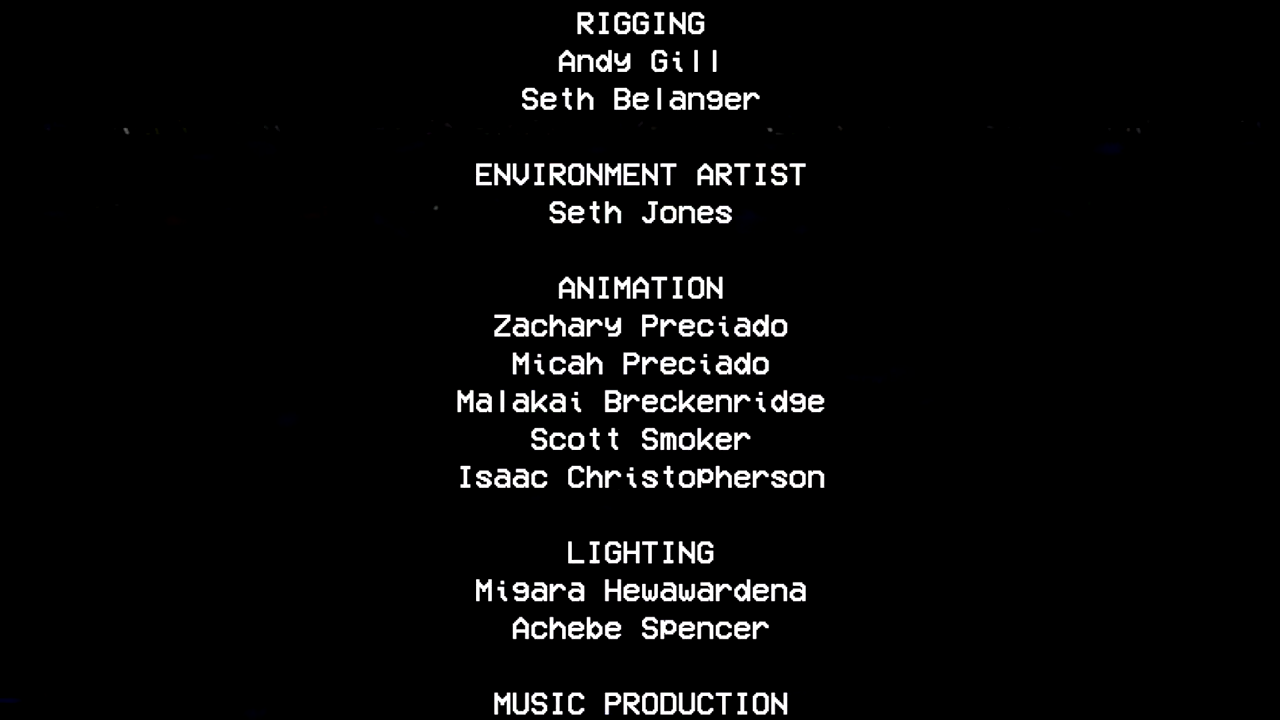 RIGGING
Andy Gill
Seth Belanger
ENVIRONMENT ARTIST
Seth Jones
ANIMATION
Zachary Preciado
Micah Preciado
Malakai Breckenridge
Scott Smoker
Isaac Christopherson
LIGHTING
Migara Hewawardena
Achebe Spencer
MUSIC PRODUCTION